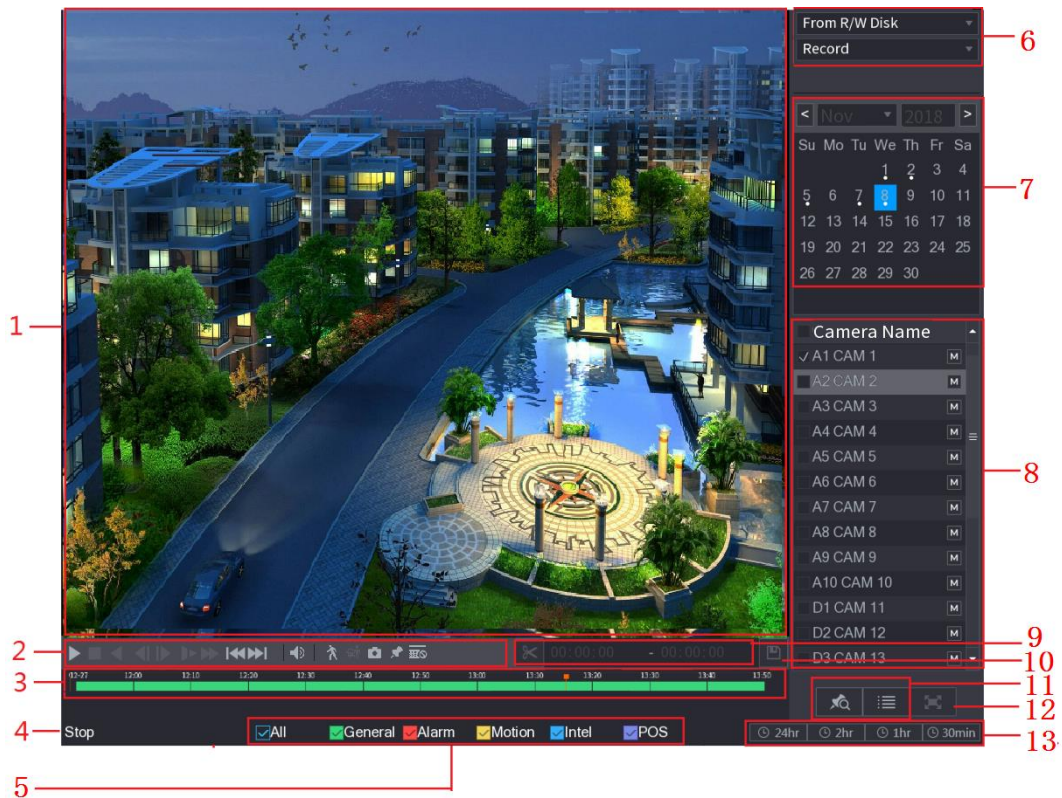 From R/W Disk
6
Record
< Nov 2018 >
Su Mo Tu We Th Fr Sa
1 2 3 4
5 6 7 8 9 10 11
7
12 13 14 15 16 17 18
19 20 21 22 23 24 25
26 27 28 29 30
1
Camera Name
A1 CAM 1 M
A2 CAM 2 M
A3 CAM 3 M
A4 CAM 4 M
A5 CAM 5 M
8
A6 CAM 6 M
A7 CAM 7 M
A8 CAM 8 M
A9 CAM 9 M
A10 CAM 10 M
D1 CAM 11 M
D2 CAM 12 M
D3 CAM 13 M
2
00:00:00 - 00:00:00
9
10
3
12-27 12:00 12:10 12:20 12:30 12:40 12:50 13:00 13:10 13:20 13:30 13:40 13:50
11
12
4
Stop
All General Alarm Motion Intel POS
24hr 2hr 1hr 30min
13
5